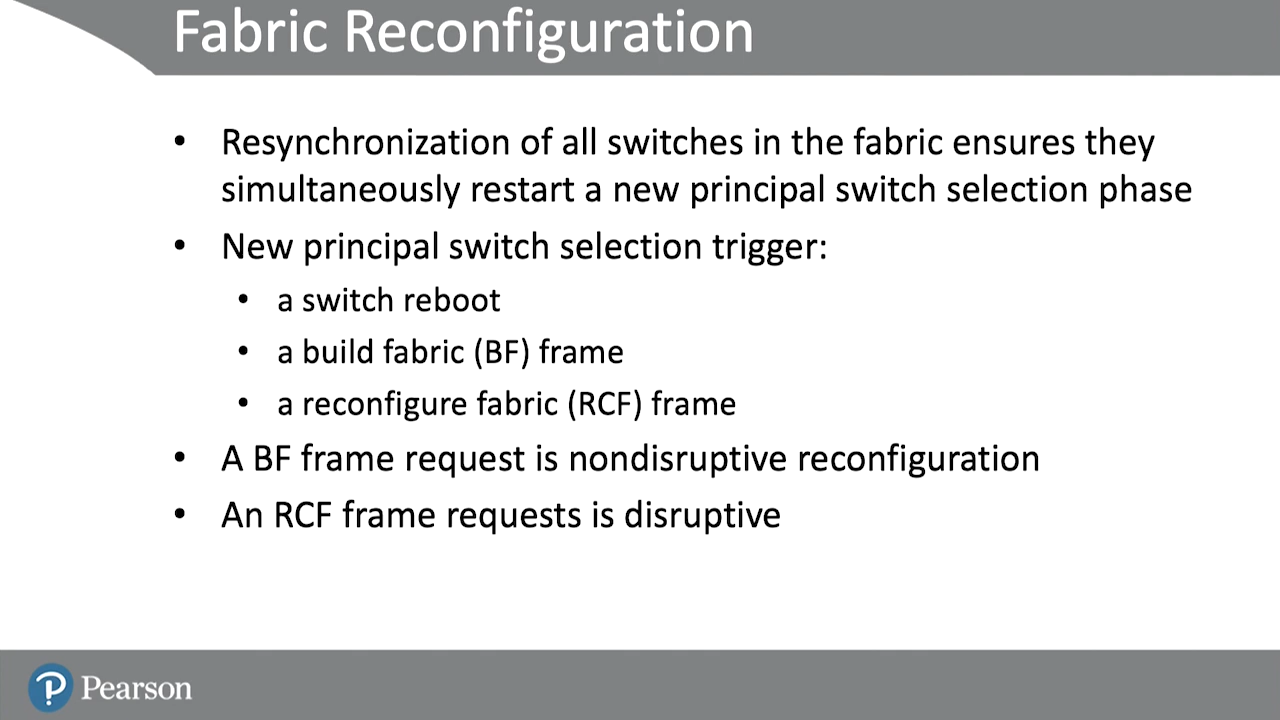 Fabric Reconfiguration
• Resynchronization of all switches in the fabric ensures they
simultaneously restart a new principal switch selection phase
• New principal switch selection trigger:
• a switch reboot
• a build fabric (BF) frame
• a reconfigure fabric (RCF) frame
• A BF frame request is nondisruptive reconfiguration
• An RCF frame requests is disruptive
P Pearson